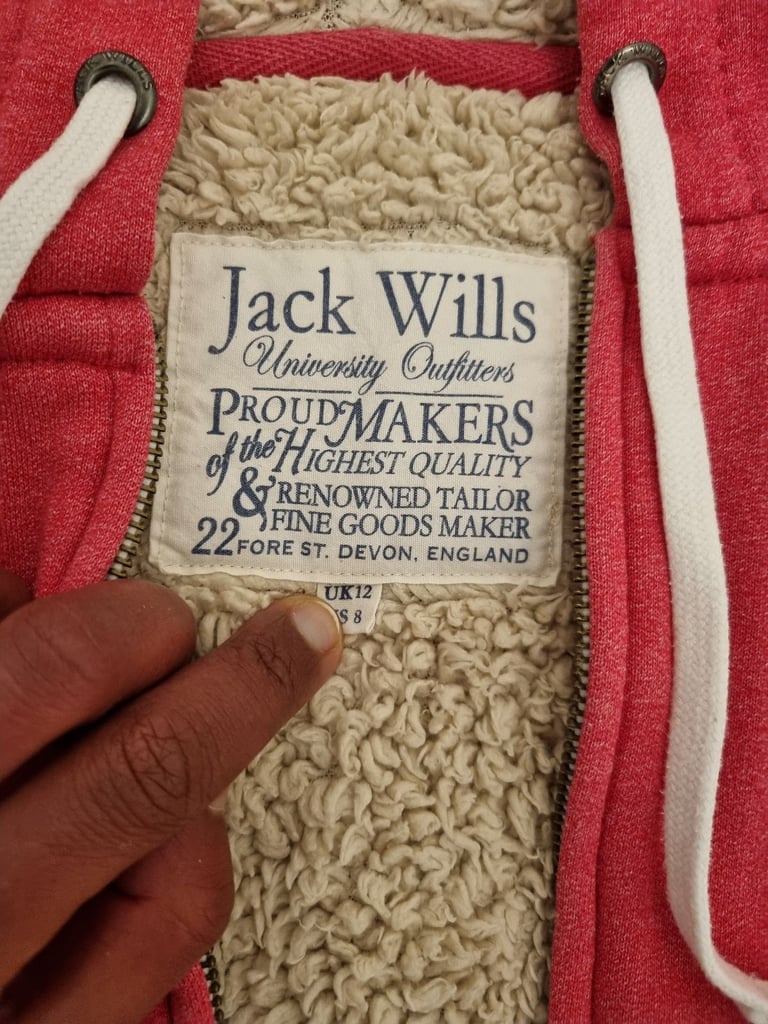 Jack Wills
University Outfitters
PROUD MAKERS
of the HIGHEST QUALITY
& RENOWNED TAILOR
FINE GOODS MAKER
22 FORE ST. DEVON, ENGLAND
UK12
8